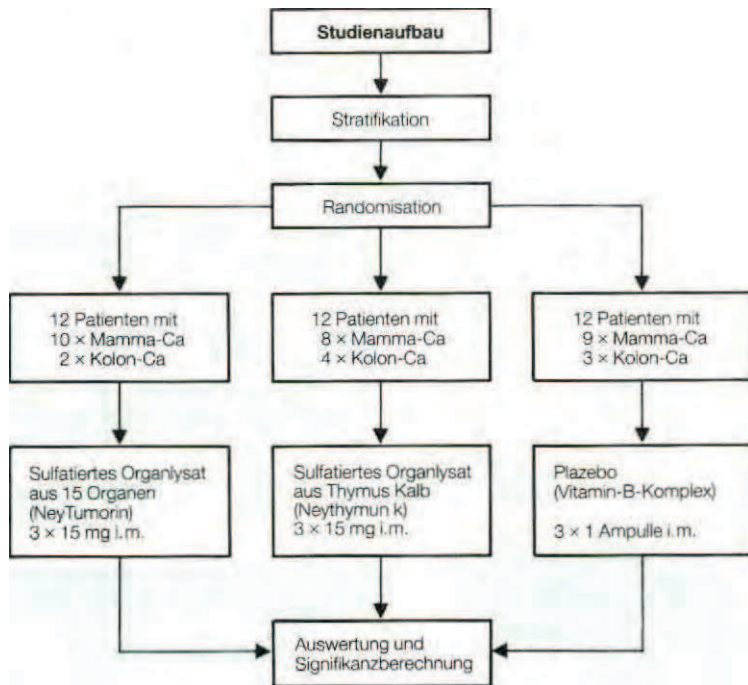 Studienaufbau
Stratifikation
Randomisation
12 Patienten mit
10 × Mamma-Ca
2 × Kolon-Ca
12 Patienten mit
8 × Mamma-Ca
4 × Kolon-Ca
12 Patienten mit
9 × Mamma-Ca
3 × Kolon-Ca
Sulfatiertes Organlysat
aus 15 Organen
(NeyTumorin)
3 × 15 mg i.m.
Sulfatiertes Organlysat
aus Thymus Kalb
(Neythymun k)
3 × 15 mg i.m.
Plazebo
(Vitamin-B-Komplex)
3 × 1 Ampulle i.m.
Auswertung und
Signifikanzberechnung